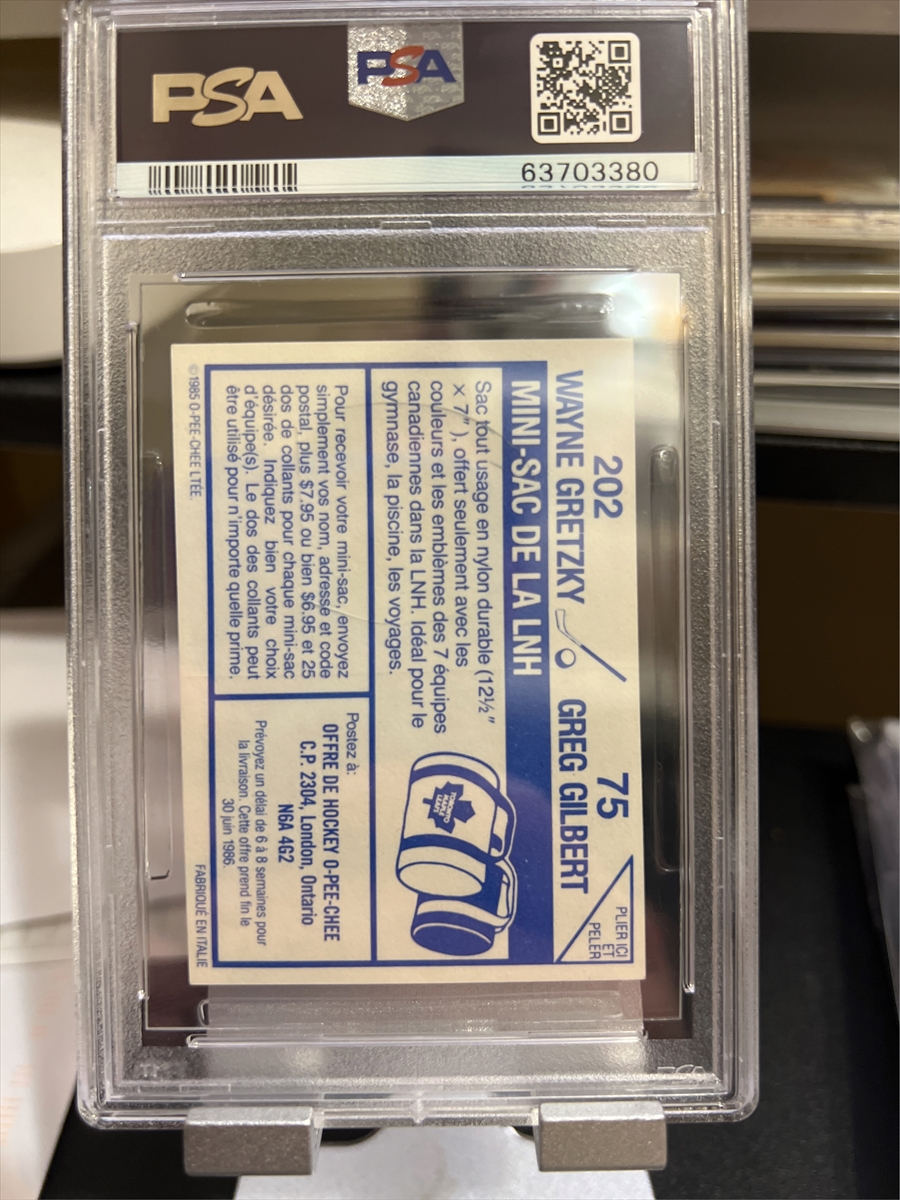 PSA
PSA
63703380
202
WAYNE GRETZKY
75
GREG GILBERT
PLIER ICI
ET
PELER
MINI-SAC DE LA LNH
Sac tout usage en nylon durable (12½"
x 7"), offert seulement avec les
couleurs et les emblèmes des 7 équipes
canadiennes dans la LNH. Idéal pour le
gymnase, la piscine, les voyages.
TORONTO
MAPLE
LEAFS
Pour recevoir votre mini-sac, envoyez
simplement vos nom, adresse et code
postal, plus $7.95 ou bien $6.95 et 25
dos de collants pour chaque mini-sac
désirée. Indiquez bien votre choix
d'équipe(s). Le dos des collants peut
être utilisé pour n'importe quelle prime.
Postez à:
OFFRE DE HOCKEY O-PEE-CHEE
C.P. 2304, London, Ontario
N6A 4G2
Prévoyez un délai de 6 à 8 semaines pour
la livraison. Cette offre prend fin le
30 juin 1986.
©1985 O-PEE-CHEE LTÉE.
FABRIQUÉ EN ITALIE
PSA